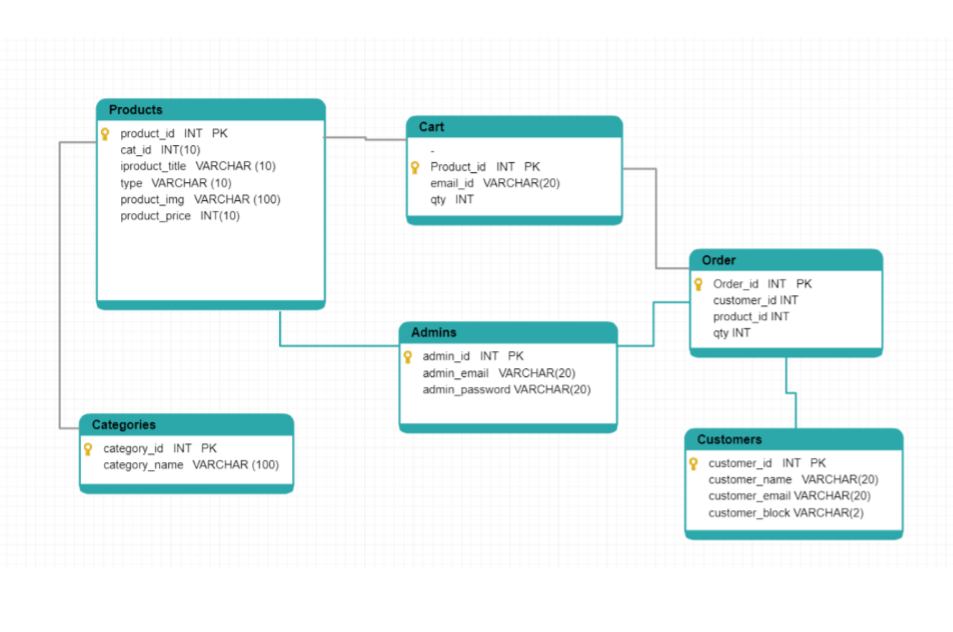 Products
product_id INT PK
cat_id INT(10)
iproduct_title VARCHAR (10)
type VARCHAR (10)
product_img VARCHAR (100)
product_price INT(10)
Cart
-
Product_id INT PK
email_id VARCHAR(20)
qty INT
Order
Order_id INT PK
customer_id INT
product_id INT
qty INT
Admins
admin_id INT PK
admin_email VARCHAR(20)
admin_password VARCHAR(20)
Categories
category_id INT PK
category_name VARCHAR (100)
Customers
customer_id INT PK
customer_name VARCHAR(20)
customer_email VARCHAR(20)
customer_block VARCHAR(2)